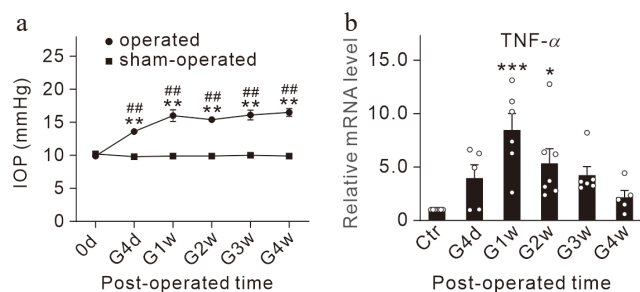 a
operated
sham-operated
IOP (mmHg)
25
20
15
10
5
0
##
**
##
**
##
**
##
**
##
**
0d
G4d
G1w
G2w
G3w
G4w
Post-operated time
b
TNF-α
Relative mRNA level
15.0
10.0
5.0
0
***
*
Ctr
G4d
G1w
G2w
G3w
G4w
Post-operated time